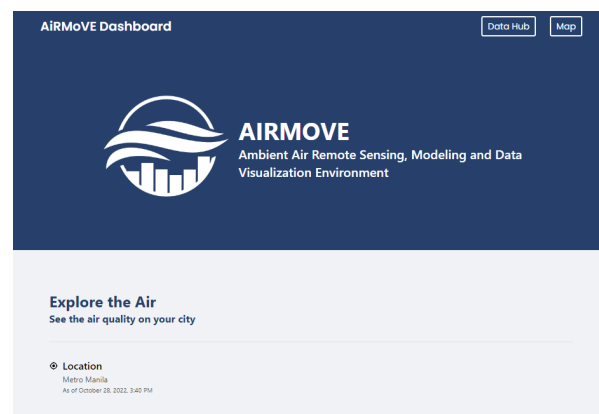 AiRMoVE Dashboard
Data Hub
Map
AIRMOVE
Ambient Air Remote Sensing, Modeling and Data
Visualization Environment
Explore the Air
See the air quality on your city
Location
Metro Manila
As of October 28, 2022, 3:40 PM